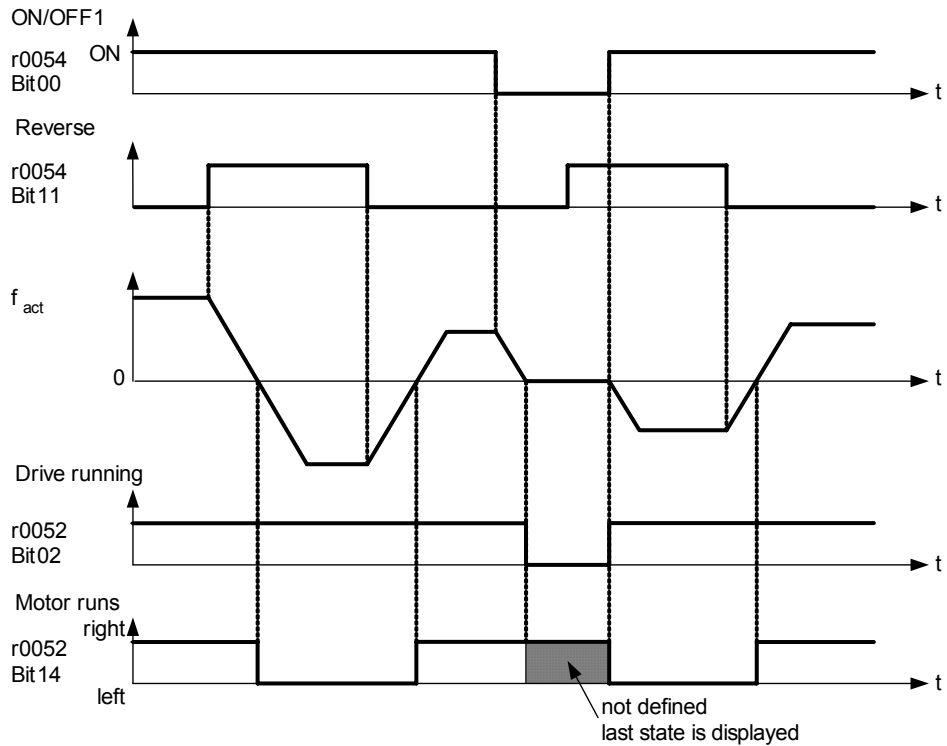 ON/OFF1
r0054 ON
Bit00
t
Reverse
r0054
Bit11
t
f act
0
t
Drive running
r0052
Bit02
t
Motor runs
right
r0052
Bit14
left
t
not defined
last state is displayed